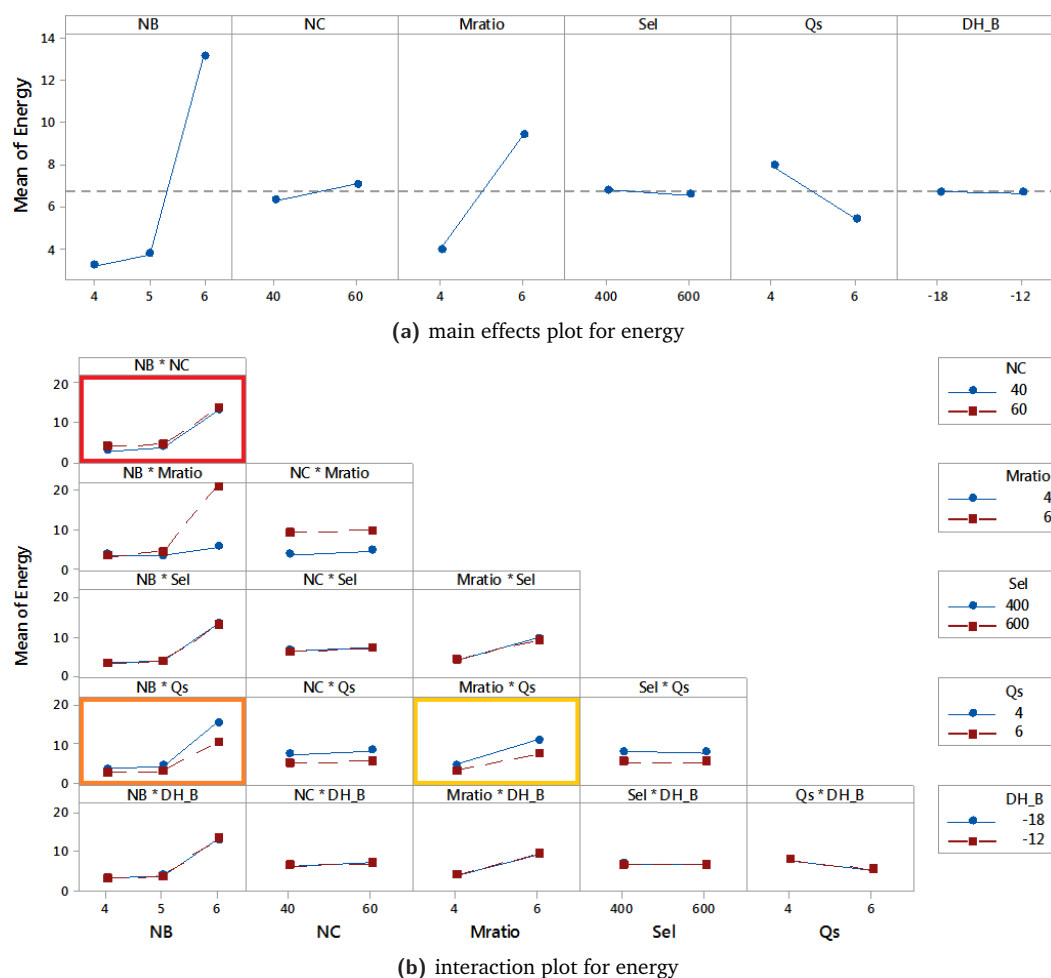 NB NC Mratio Sel Qs DH_B
14
12
10
8
6
4
Mean of Energy
4 5 6 40 60 4 6 400 600 4 6 -18 -12
(a) main effects plot for energy
NB * NC
20
10
0
NC
40
60
NB * Mratio NC * Mratio
20
10
0
Mratio
4
6
NB * Sel NC * Sel Mratio * Sel
20
10
0
Sel
400
600
Mean of Energy
NB * Qs NC * Qs Mratio * Qs Sel * Qs
20
10
0
Qs
4
6
NB * DH_B NC * DH_B Mratio * DH_B Sel * DH_B Qs * DH_B
20
10
0
DH_B
-18
-12
4 5 6 40 60 4 6 400 600 4 6
NB NC Mratio Sel Qs
(b) interaction plot for energy